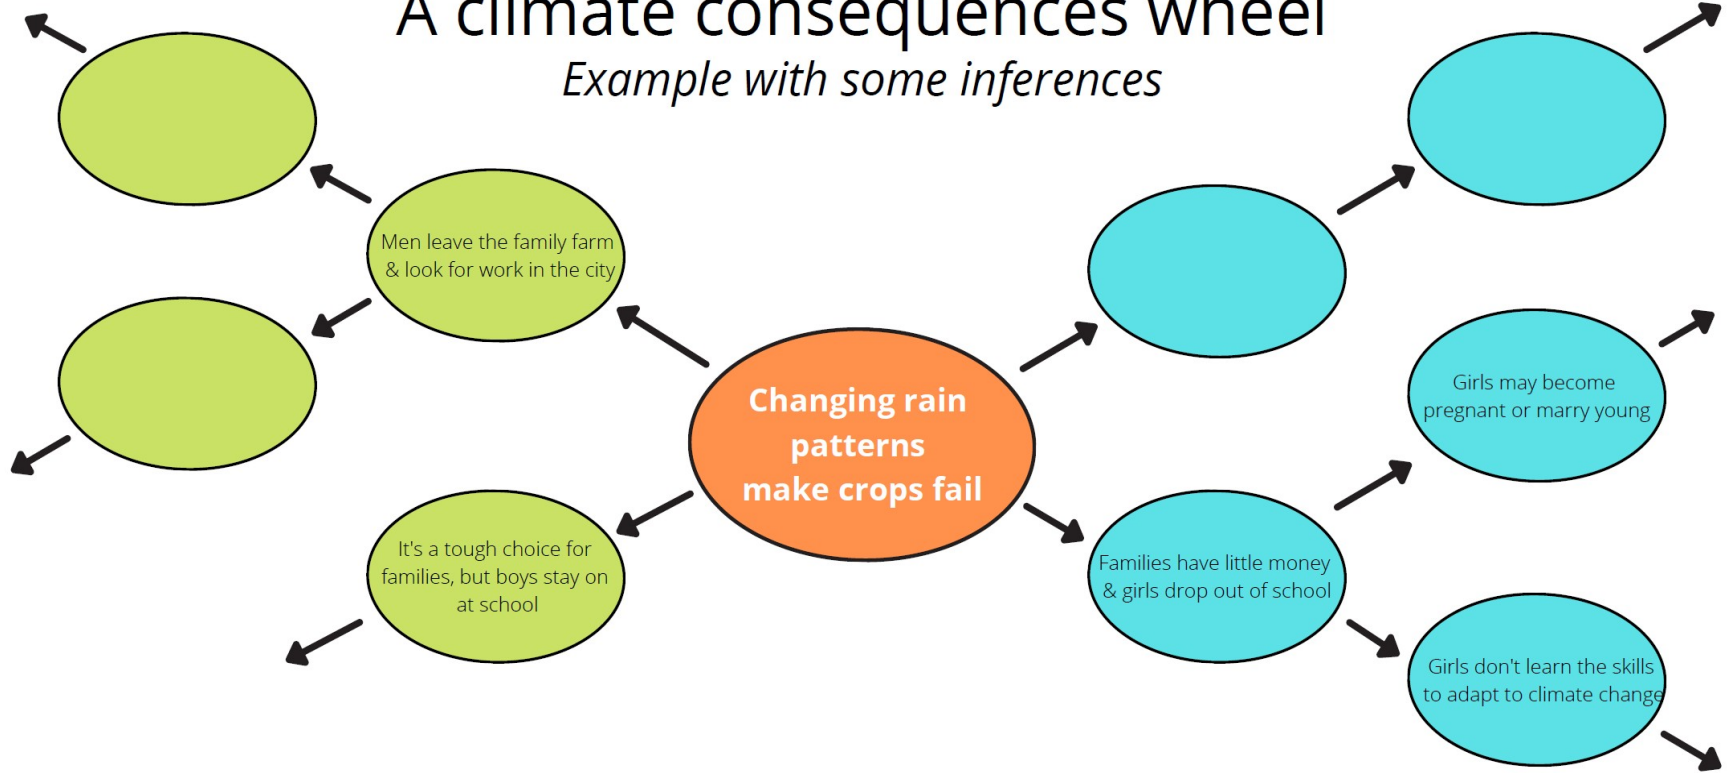 A climate consequences wheel
Example with some inferences
Men leave the family farm
& look for work in the city
It's a tough choice for
families, but boys stay on
at school
Changing rain
patterns
make crops fail
Girls may become
pregnant or marry young
Families have little money
& girls drop out of school
Girls don't learn the skills
to adapt to climate change